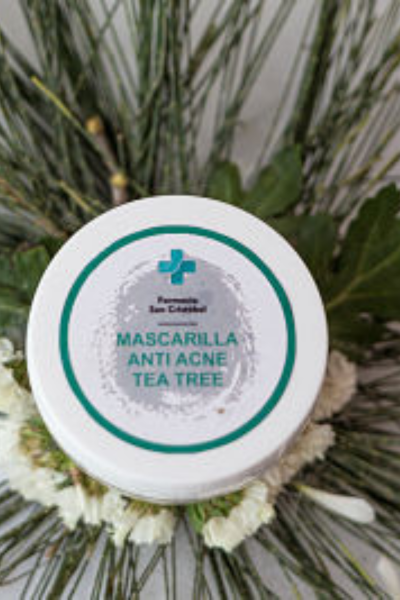 Farmacia
San Cristóbal
MASCARILLA
ANTI ACNE
TEA TREE